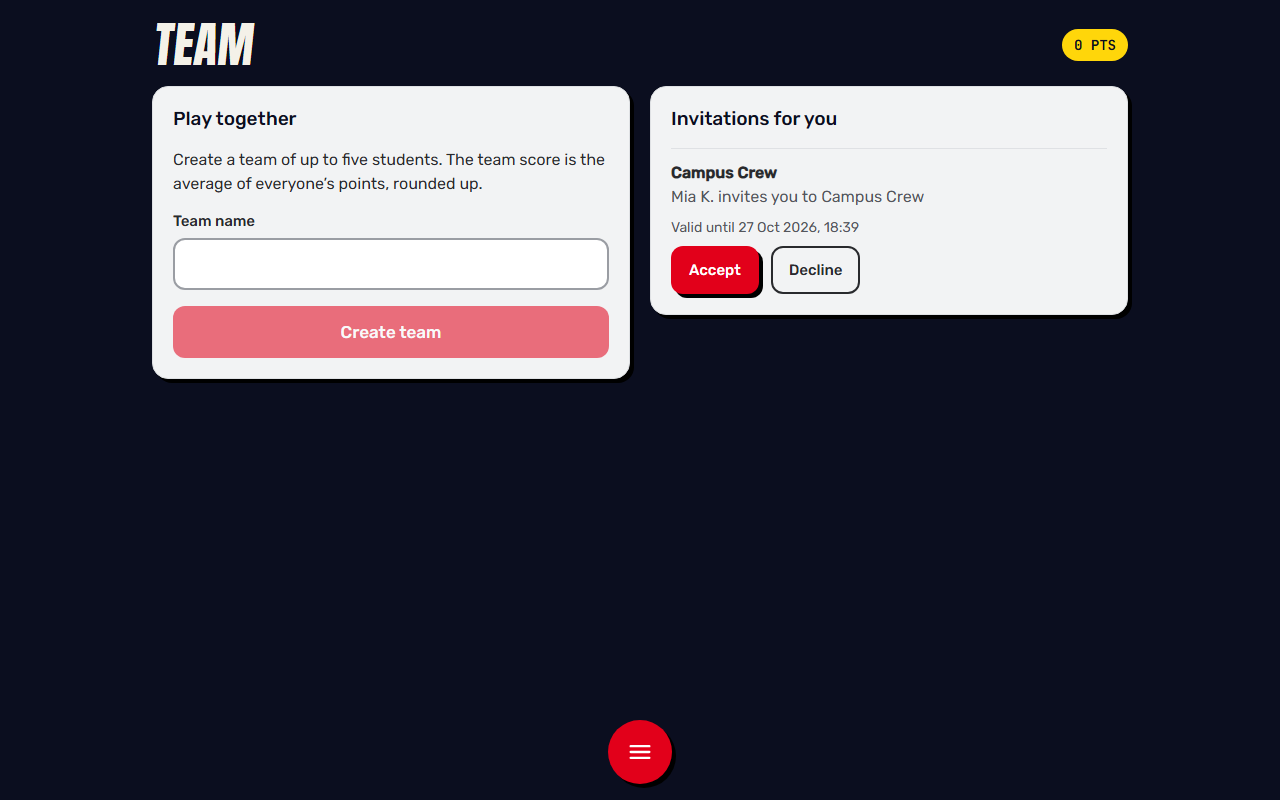 TEAM
0 PTS
Play together
Create a team of up to five students. The team score is the
average of everyone’s points, rounded up.
Team name
Create team
Invitations for you
Campus Crew
Mia K. invites you to Campus Crew
Valid until 27 Oct 2026, 18:39
Accept
Decline